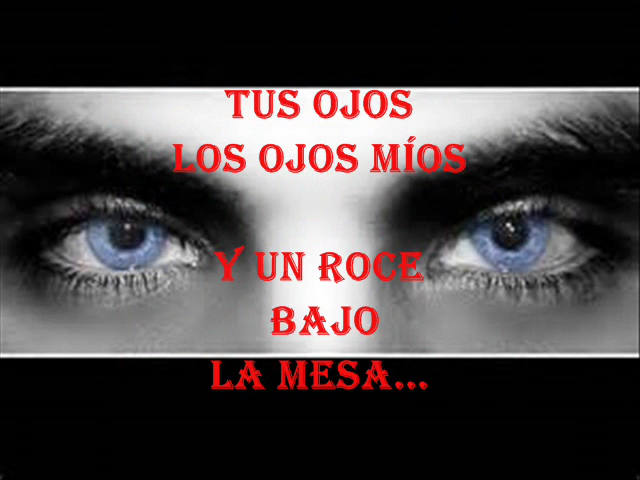 TUS OJOS
LOS OJOS MÍOS
Y UN ROCE
BAJO
LA MESA...